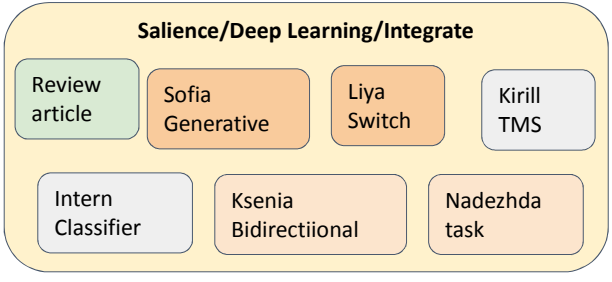 Salience/Deep Learning/Integrate
Review
article
Sofia
Generative
Liya
Switch
Kirill
TMS
Intern
Classifier
Ksenia
Bidirectiional
Nadezhda
task